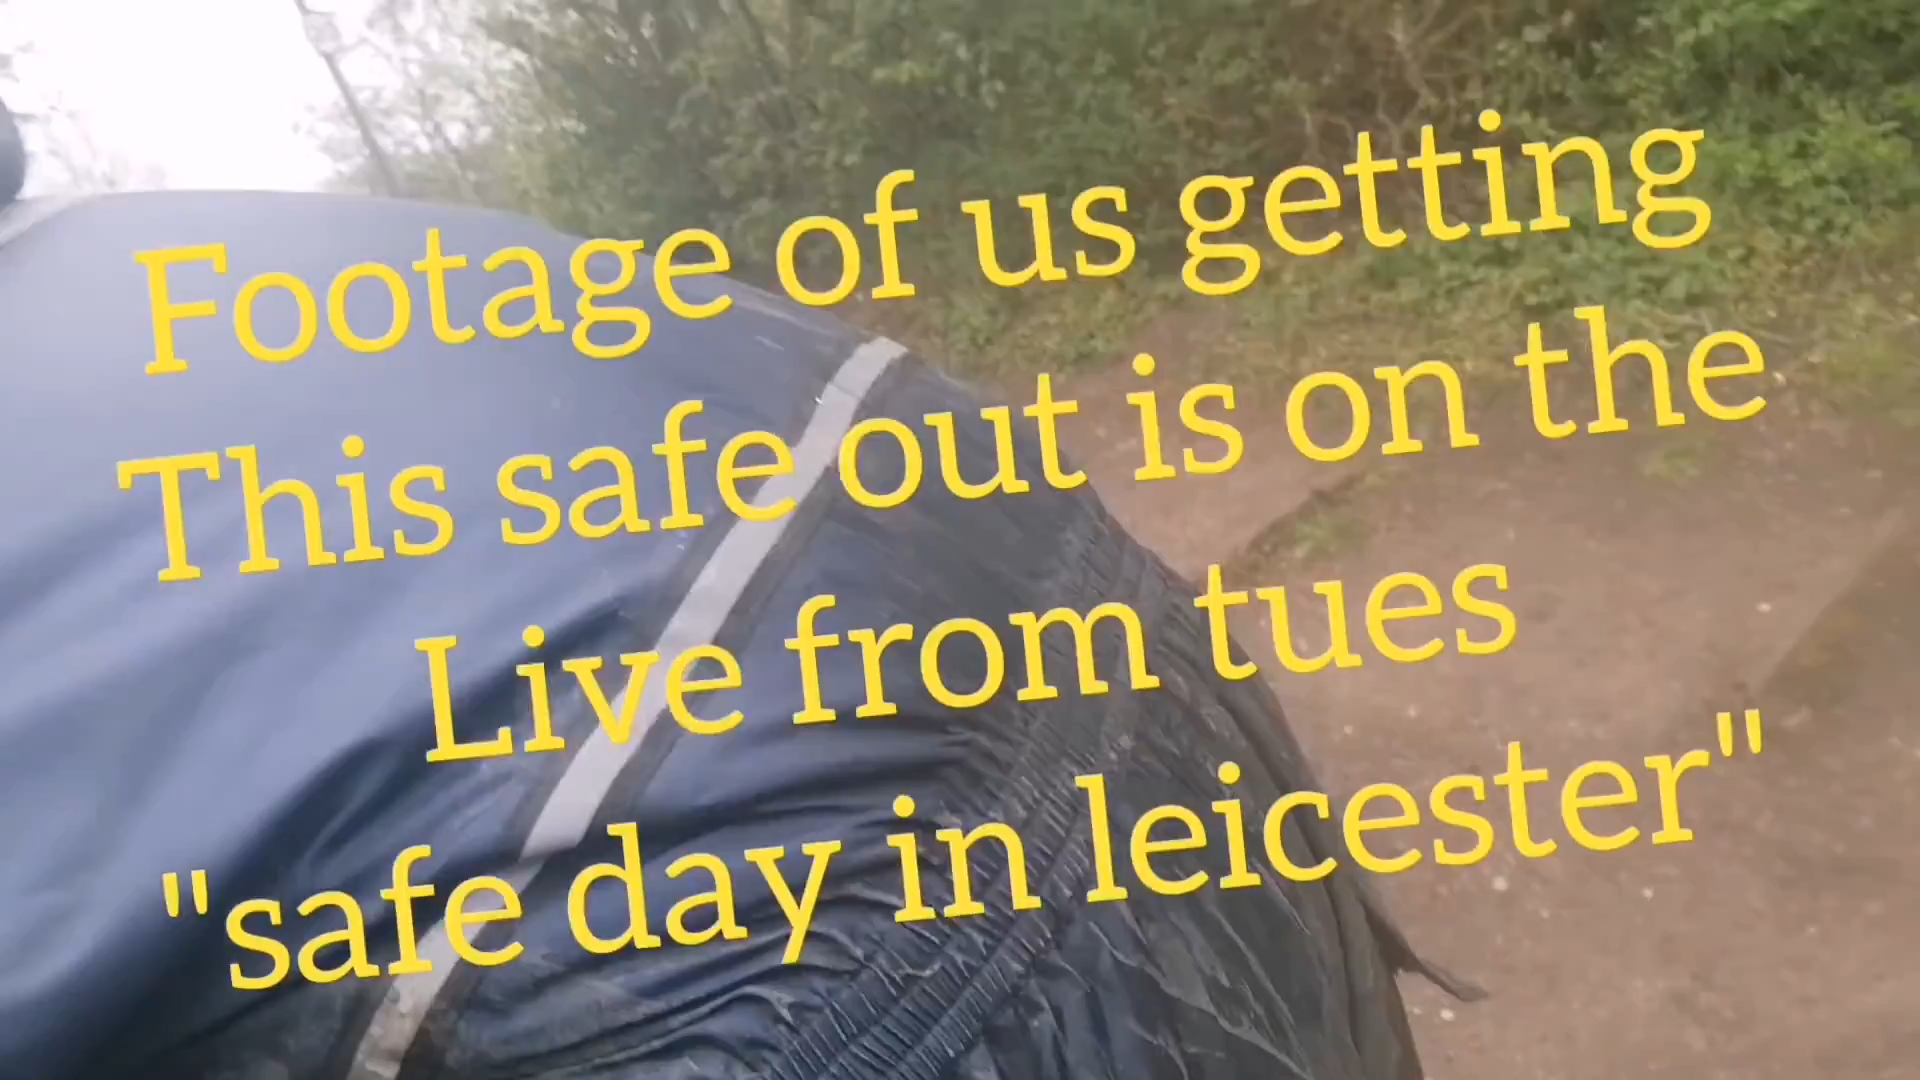 Footage of us getting
This safe out is on the
Live from tues
"safe day in leicester"